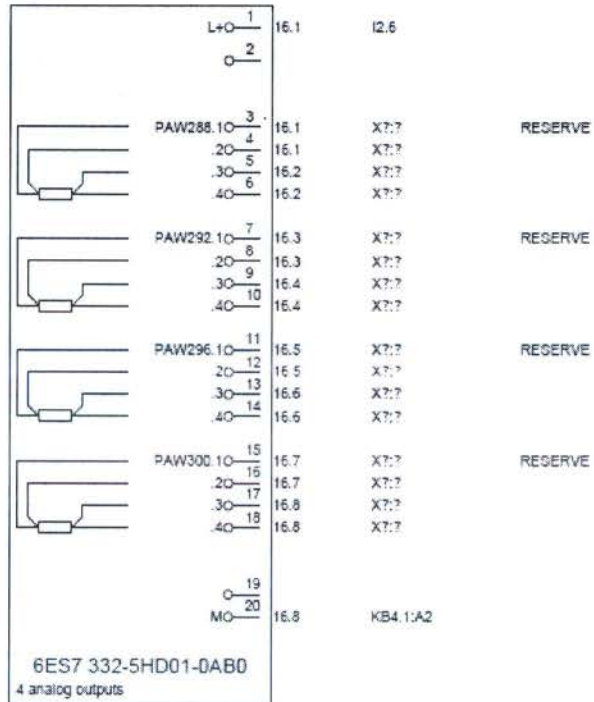 L+ 1 16.1 I2.6
2
PAW288.1 3 16.1 X?:? RESERVE
.2 4 16.1 X?:?
.3 5 16.2 X?:?
.4 6 16.2 X?:?
PAW292.1 7 16.3 X?:? RESERVE
.2 8 16.3 X?:?
.3 9 16.4 X?:?
.4 10 16.4 X?:?
PAW296.1 11 16.5 X?:? RESERVE
.2 12 16.5 X?:?
.3 13 16.6 X?:?
.4 14 16.6 X?:?
PAW300.1 15 16.7 X?:? RESERVE
.2 16 16.7 X?:?
.3 17 16.8 X?:?
.4 18 16.8 X?:?
19
M 20 16.8 KB4.1:A2
6ES7 332-5HD01-0AB0
4 analog outputs